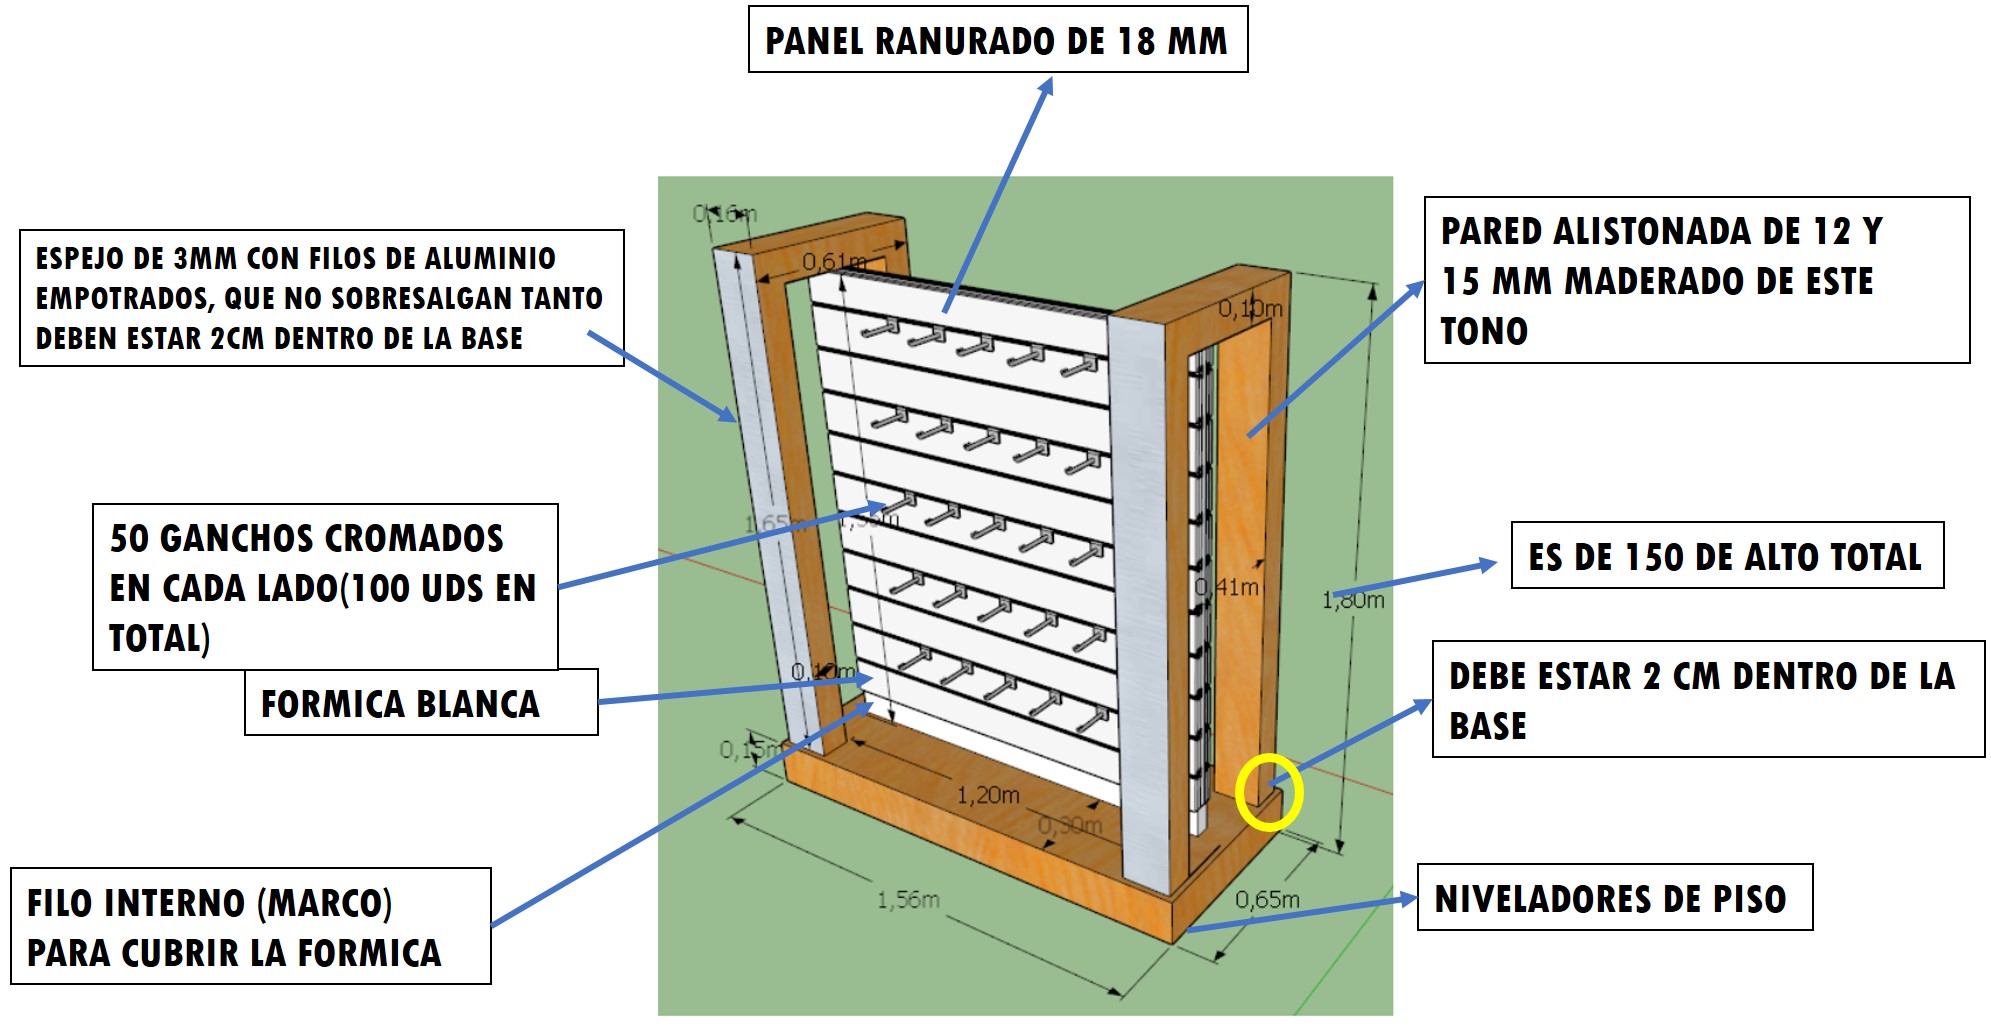 PANEL RANURADO DE 18 MM
ESPEJO DE 3MM CON FILOS DE ALUMINIO
EMPOTRADOS, QUE NO SOBRESALGAN TANTO
DEBEN ESTAR 2CM DENTRO DE LA BASE
PARED ALISTONADA DE 12 Y
15 MM MADERADO DE ESTE
TONO
50 GANCHOS CROMADOS
EN CADA LADO(100 UDS EN
TOTAL)
FORMICA BLANCA
FILO INTERNO (MARCO)
PARA CUBRIR LA FORMICA
ES DE 150 DE ALTO TOTAL
DEBE ESTAR 2 CM DENTRO DE LA
BASE
NIVELADORES DE PISO
0,16m
0,61m
0,10m
1,65m
0,41m
1,80m
0,10m
0,15m
1,20m
0,30m
1,56m
0,65m